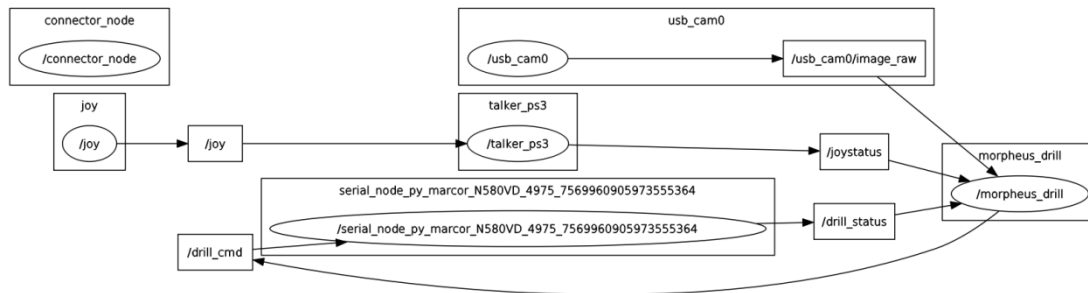 connector_node
/connector_node
usb_cam0
/usb_cam0
/usb_cam0/image_raw
joy
/joy
/joy
talker_ps3
/talker_ps3
/joystatus
morpheus_drill
/morpheus_drill
serial_node_py_marcor_N580VD_4975_7569960905973555364
/serial_node_py_marcor_N580VD_4975_7569960905973555364
/drill_status
/drill_cmd